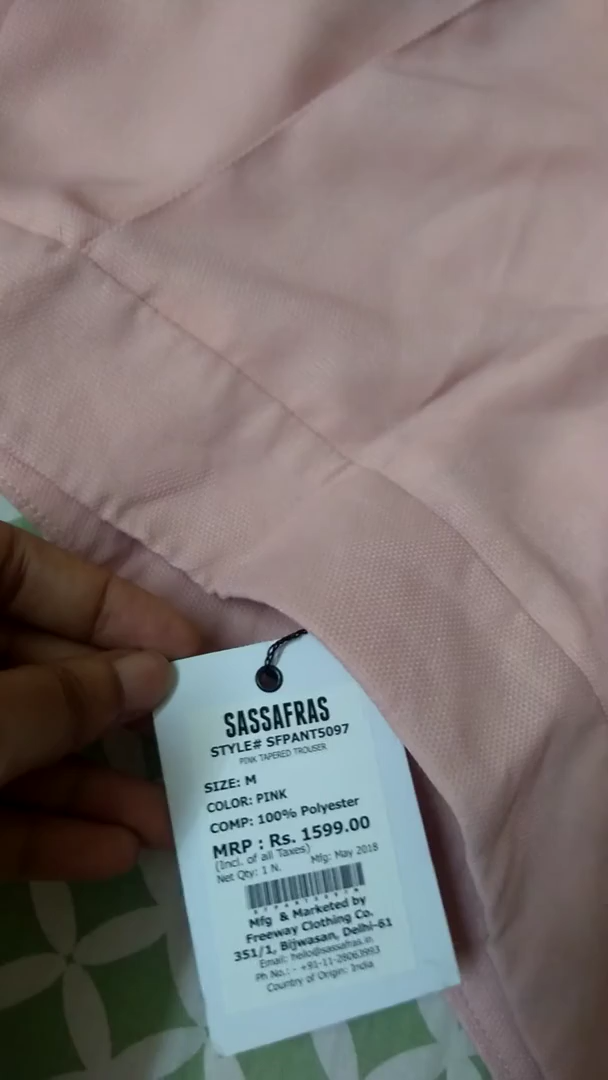 SASSAFRAS
STYLE# SFPANT5097
PINK TAPERED TROUSER
SIZE: M
COLOR: PINK
COMP: 100% Polyester
MRP : Rs. 1599.00
(Incl. of all Taxes)
Net Qty: 1 N. Mfg: May 2018
Mfg & Marketed by
Freeway Clothing Co.
351/1, Bijwasan, Delhi-61
Email: hello@sassafras.in
Ph No.: - +91-11-28063993
Country of Origin: India